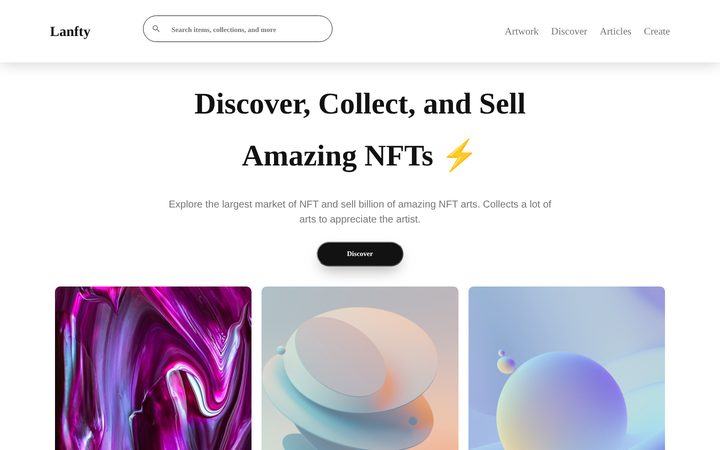 Lanfty
Search items, collections, and more
Artwork
Discover
Articles
Create
Discover, Collect, and Sell
Amazing NFTs ⚡
Explore the largest market of NFT and sell billion of amazing NFT arts. Collects a lot of
arts to appreciate the artist.
Discover